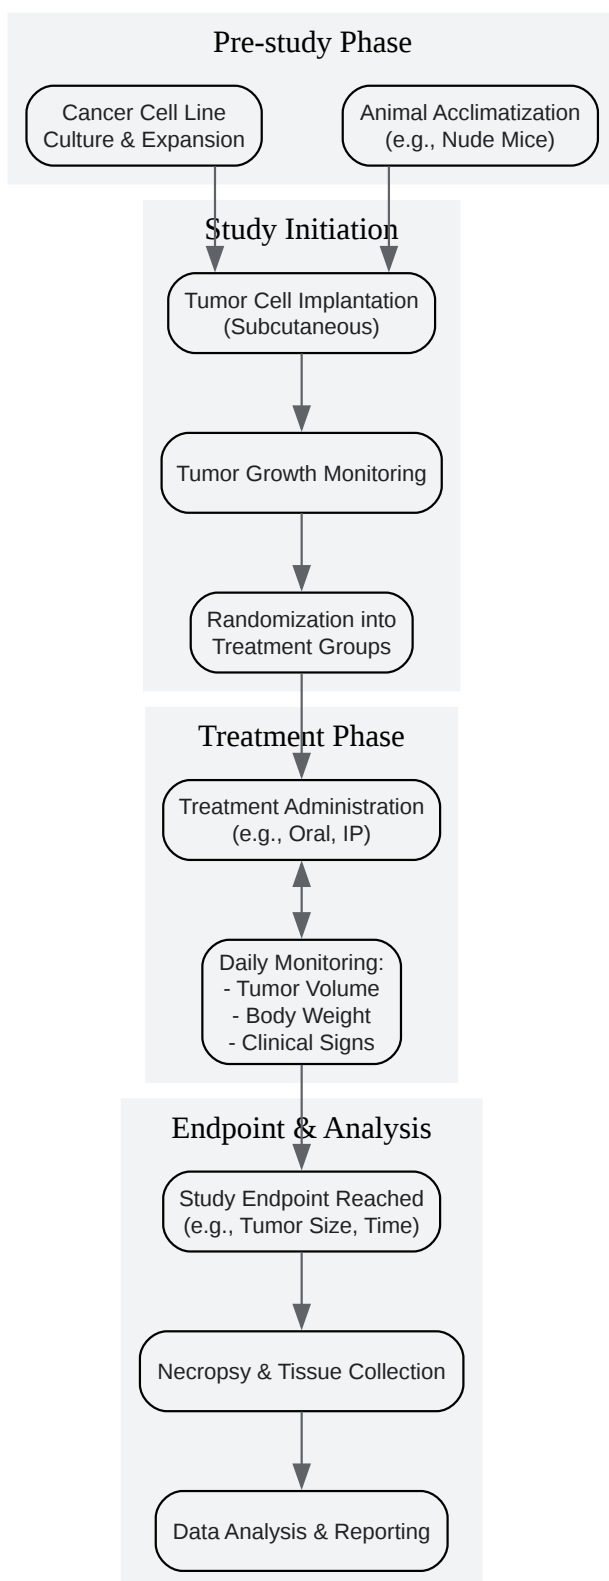 Pre-study Phase
Cancer Cell Line
Culture & Expansion
Animal Acclimatization
(e.g., Nude Mice)
Study Initiation
Tumor Cell Implantation
(Subcutaneous)
Tumor Growth Monitoring
Randomization into
Treatment Groups
Treatment Phase
Treatment Administration
(e.g., Oral, IP)
Daily Monitoring:
- Tumor Volume
- Body Weight
- Clinical Signs
Endpoint & Analysis
Study Endpoint Reached
(e.g., Tumor Size, Time)
Necropsy & Tissue Collection
Data Analysis & Reporting